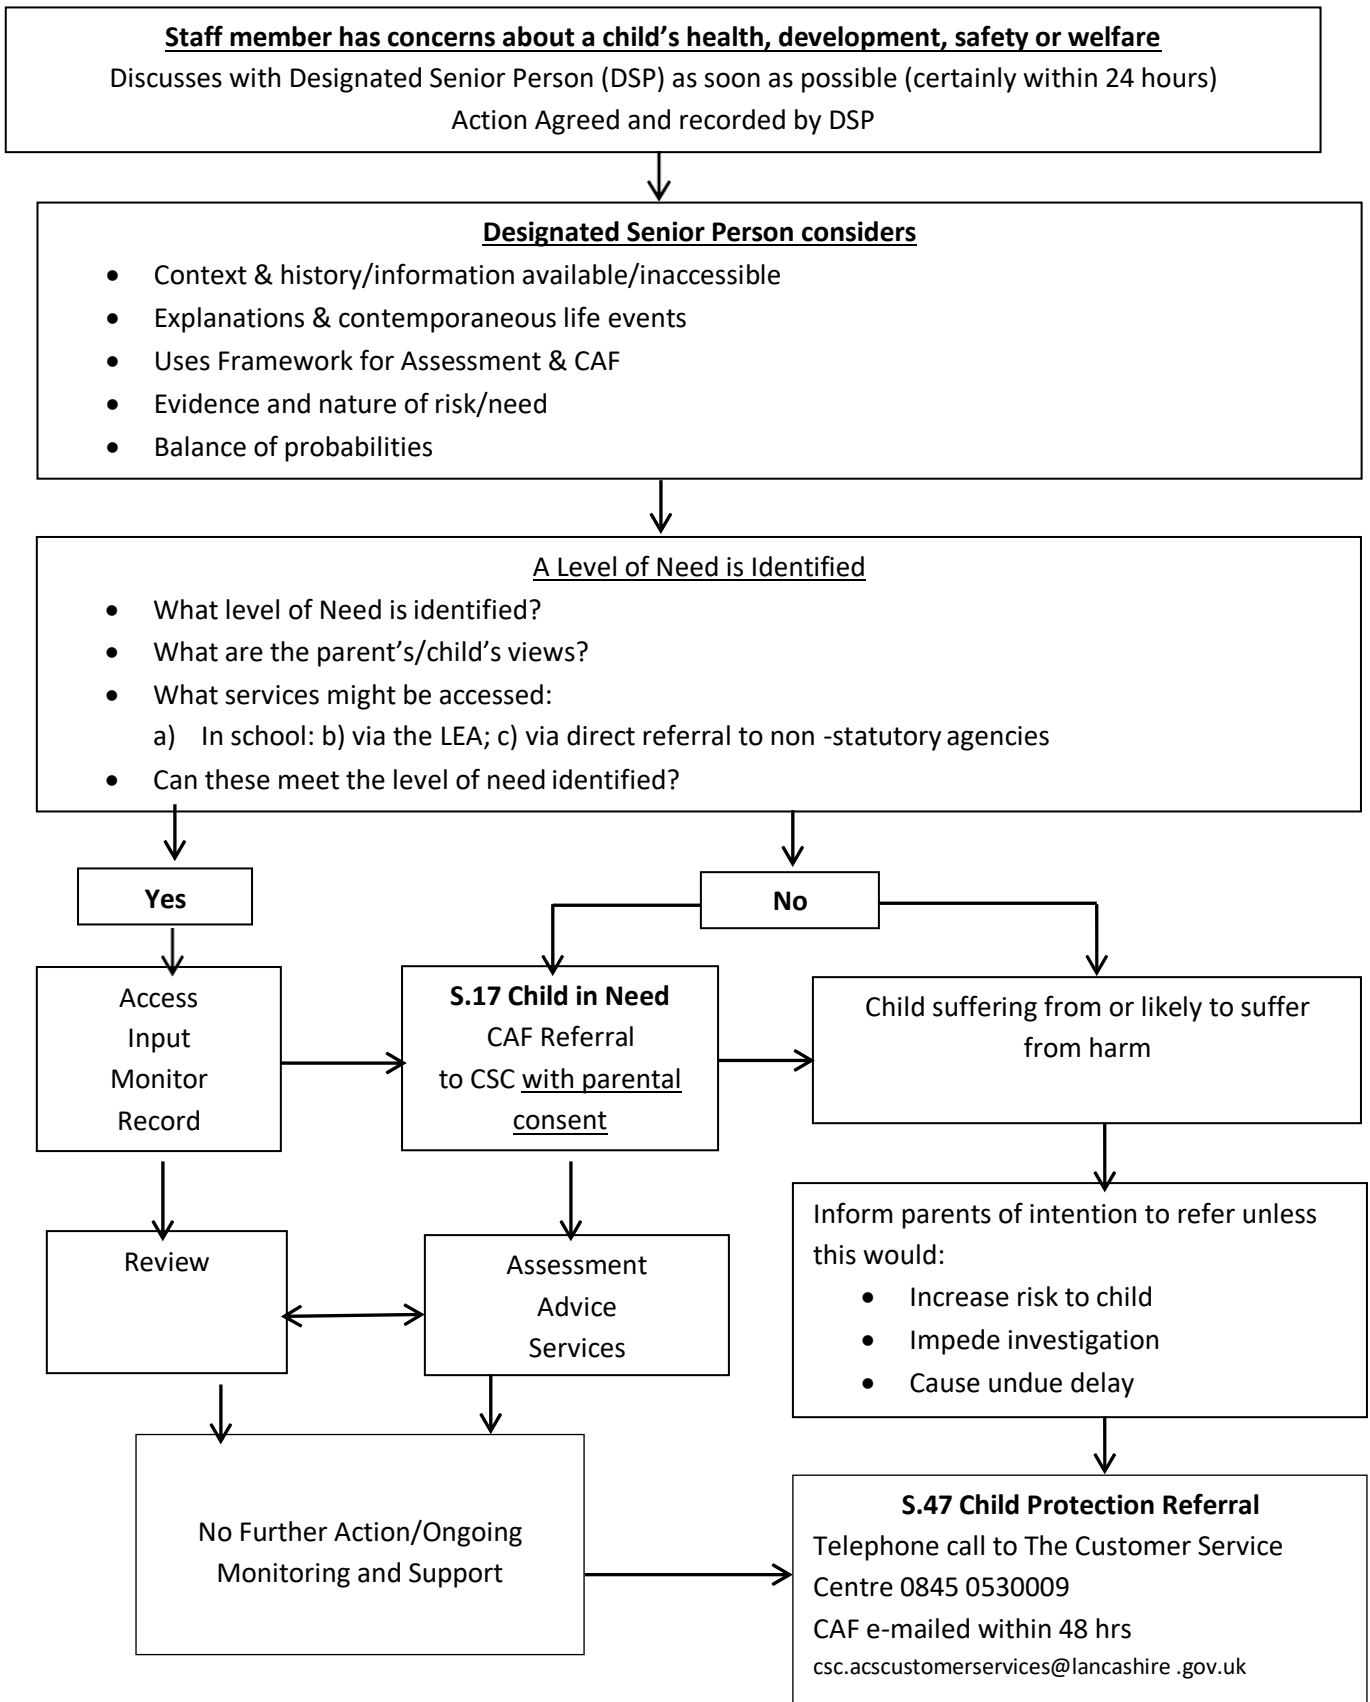 Staff member has concerns about a child’s health, development, safety or welfare
Discusses with Designated Senior Person (DSP) as soon as possible (certainly within 24 hours)
Action Agreed and recorded by DSP
Designated Senior Person considers
• Context & history/information available/inaccessible
• Explanations & contemporaneous life events
• Uses Framework for Assessment & CAF
• Evidence and nature of risk/need
• Balance of probabilities
A Level of Need is Identified
• What level of Need is identified?
• What are the parent’s/child’s views?
• What services might be accessed:
a) In school: b) via the LEA; c) via direct referral to non -statutory agencies
• Can these meet the level of need identified?
Yes
No
Access
Input
Monitor
Record
S.17 Child in Need
CAF Referral
to CSC with parental
consent
Child suffering from or likely to suffer
from harm
Review
Assessment
Advice
Services
Inform parents of intention to refer unless
this would:
• Increase risk to child
• Impede investigation
• Cause undue delay
No Further Action/Ongoing
Monitoring and Support
S.47 Child Protection Referral
Telephone call to The Customer Service
Centre 0845 0530009
CAF e-mailed within 48 hrs
csc.acscustomerservices@lancashire .gov.uk